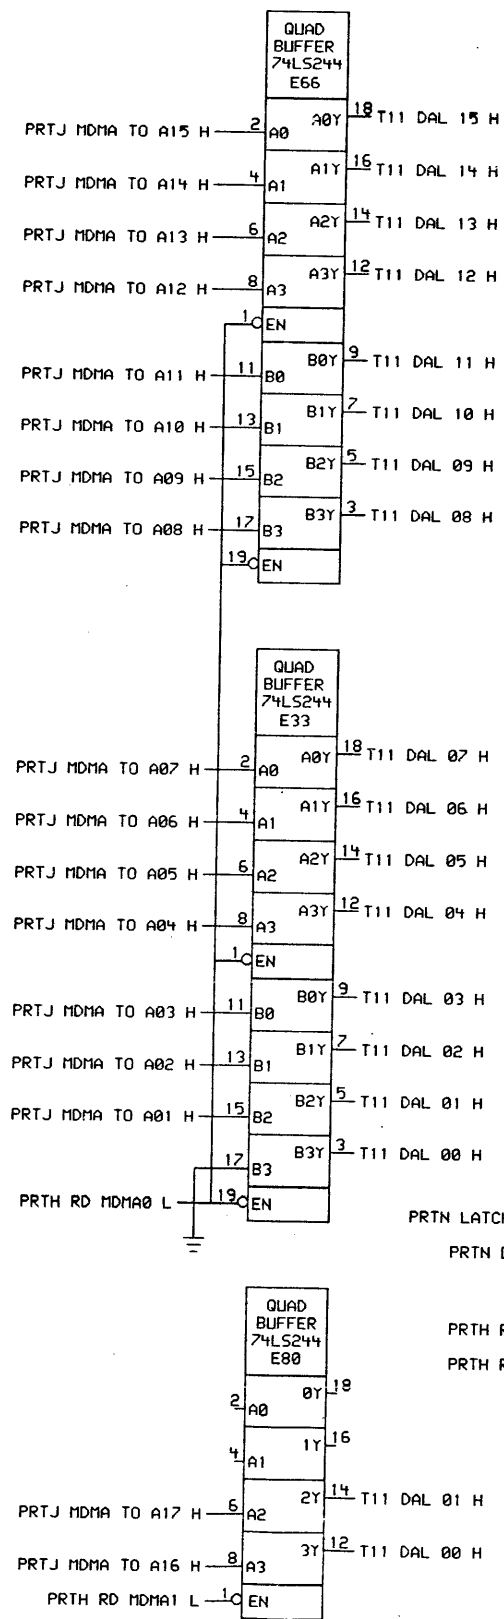 QUAD
BUFFER
74LS244
E66
PRTJ MDMA TO A15 H 2 A0 A0Y 18 T11 DAL 15 H
PRTJ MDMA TO A14 H 4 A1 A1Y 16 T11 DAL 14 H
PRTJ MDMA TO A13 H 6 A2 A2Y 14 T11 DAL 13 H
PRTJ MDMA TO A12 H 8 A3 A3Y 12 T11 DAL 12 H
1 EN
PRTJ MDMA TO A11 H 11 B0 B0Y 9 T11 DAL 11 H
PRTJ MDMA TO A10 H 13 B1 B1Y 7 T11 DAL 10 H
PRTJ MDMA TO A09 H 15 B2 B2Y 5 T11 DAL 09 H
PRTJ MDMA TO A08 H 17 B3 B3Y 3 T11 DAL 08 H
19 EN
QUAD
BUFFER
74LS244
E33
PRTJ MDMA TO A07 H 2 A0 A0Y 18 T11 DAL 07 H
PRTJ MDMA TO A06 H 4 A1 A1Y 16 T11 DAL 06 H
PRTJ MDMA TO A05 H 6 A2 A2Y 14 T11 DAL 05 H
PRTJ MDMA TO A04 H 8 A3 A3Y 12 T11 DAL 04 H
1 EN
PRTJ MDMA TO A03 H 11 B0 B0Y 9 T11 DAL 03 H
PRTJ MDMA TO A02 H 13 B1 B1Y 7 T11 DAL 02 H
PRTJ MDMA TO A01 H 15 B2 B2Y 5 T11 DAL 01 H
17 B3 B3Y 3 T11 DAL 00 H
PRTH RD MDMA0 L 19 EN
PRTN LATCH
PRTN
PRTH
PRTH
QUAD
BUFFER
74LS244
E80
2 A0 0Y 18
4 A1 1Y 16
PRTJ MDMA TO A17 H 6 A2 2Y 14 T11 DAL 01 H
PRTJ MDMA TO A16 H 8 A3 3Y 12 T11 DAL 00 H
PRTH RD MDMA1 L 1 EN